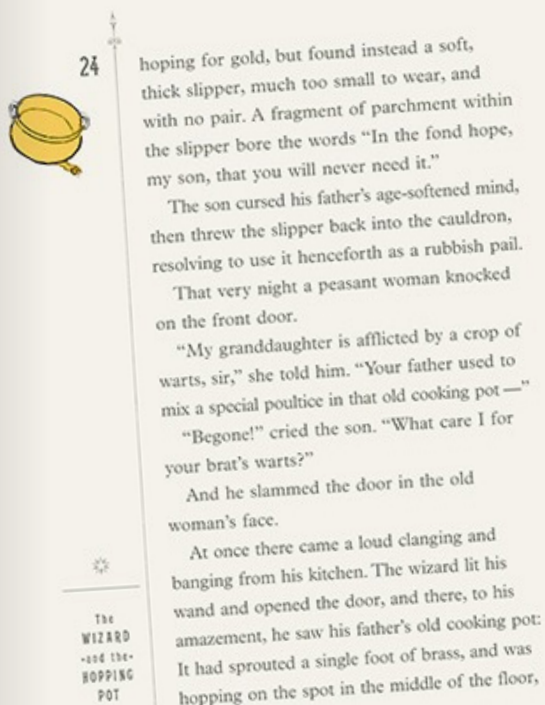 24
hoping for gold, but found instead a soft,
thick slipper, much too small to wear, and
with no pair. A fragment of parchment within
the slipper bore the words “In the fond hope,
my son, that you will never need it.”
The son cursed his father’s age-softened mind,
then threw the slipper back into the cauldron,
resolving to use it henceforth as a rubbish pail.
That very night a peasant woman knocked
on the front door.
“My granddaughter is afflicted by a crop of
warts, sir,” she told him. “Your father used to
mix a special poultice in that old cooking pot —”
“Begone!” cried the son. “What care I for
your brat’s warts?”
And he slammed the door in the old
woman’s face.
At once there came a loud clanging and
banging from his kitchen. The wizard lit his
wand and opened the door, and there, to his
amazement, he saw his father’s old cooking pot:
It had sprouted a single foot of brass, and was
hopping on the spot in the middle of the floor,
The
WIZARD
-and the-
HOPPING
POT